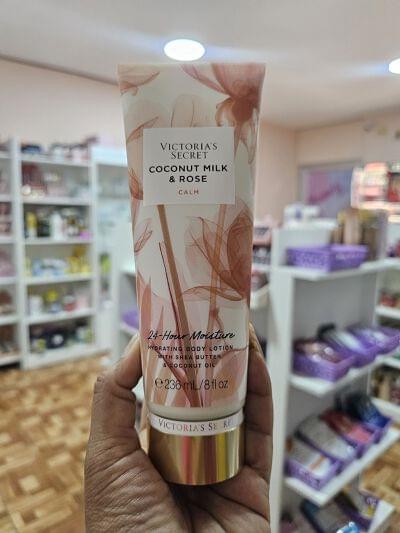 VICTORIA'S
SECRET
COCONUT MILK
& ROSE
CALM
24-Hour Moisture
HYDRATING BODY LOTION
WITH SHEA BUTTER
& COCONUT OIL
℮ 236 mL/8 fl oz
VICTORIA'S SECRET